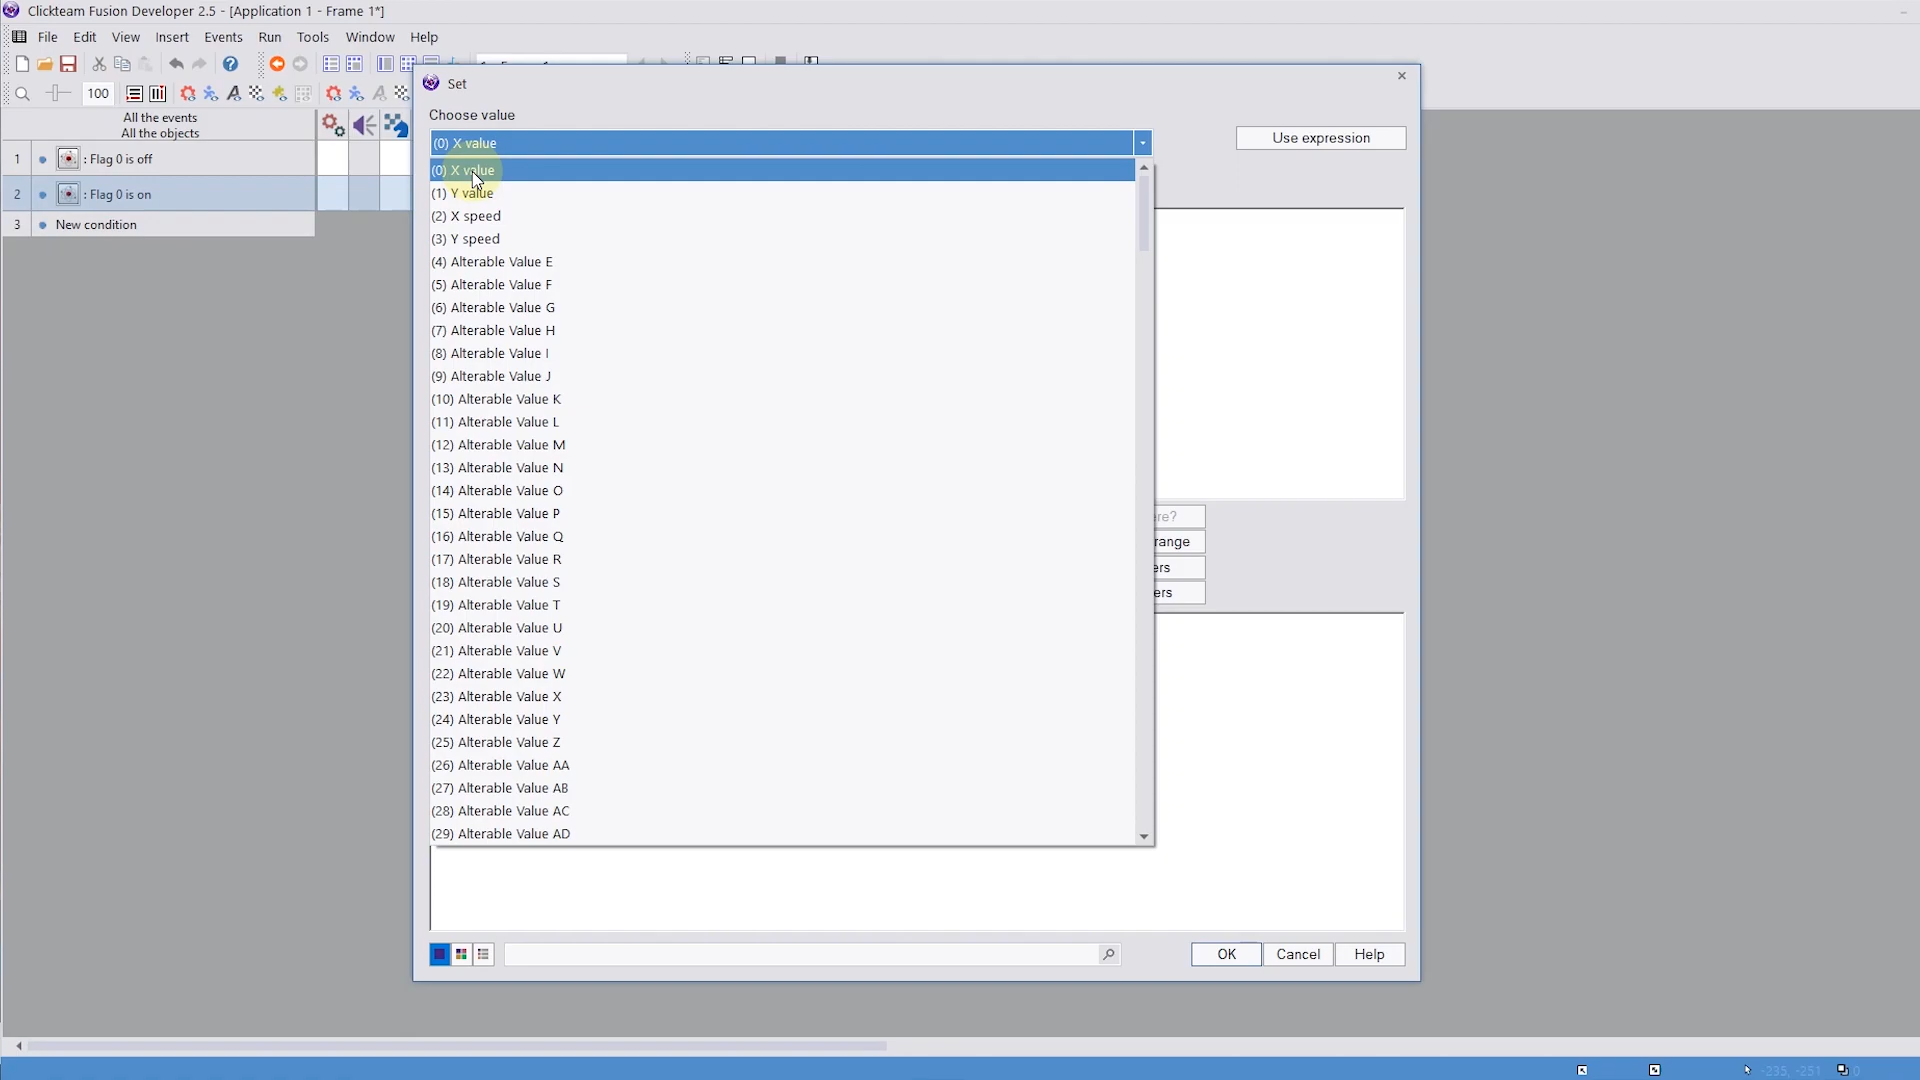 Clickteam Fusion Developer 2.5 - [Application 1 - Frame 1*]
File Edit View Insert Events Run Tools Window Help
100
Set
Choose value
(0) X value
Use expression
All the events
All the objects
1 : Flag 0 is off
2 : Flag 0 is on
3 New condition
(0) X value
(1) Y value
(2) X speed
(3) Y speed
(4) Alterable Value E
(5) Alterable Value F
(6) Alterable Value G
(7) Alterable Value H
(8) Alterable Value I
(9) Alterable Value J
(10) Alterable Value K
(11) Alterable Value L
(12) Alterable Value M
(13) Alterable Value N
(14) Alterable Value O
(15) Alterable Value P
(16) Alterable Value Q
(17) Alterable Value R
(18) Alterable Value S
(19) Alterable Value T
(20) Alterable Value U
(21) Alterable Value V
(22) Alterable Value W
(23) Alterable Value X
(24) Alterable Value Y
(25) Alterable Value Z
(26) Alterable Value AA
(27) Alterable Value AB
(28) Alterable Value AC
(29) Alterable Value AD
ere?
range
ers
ers
OK Cancel Help
-235, -251 0